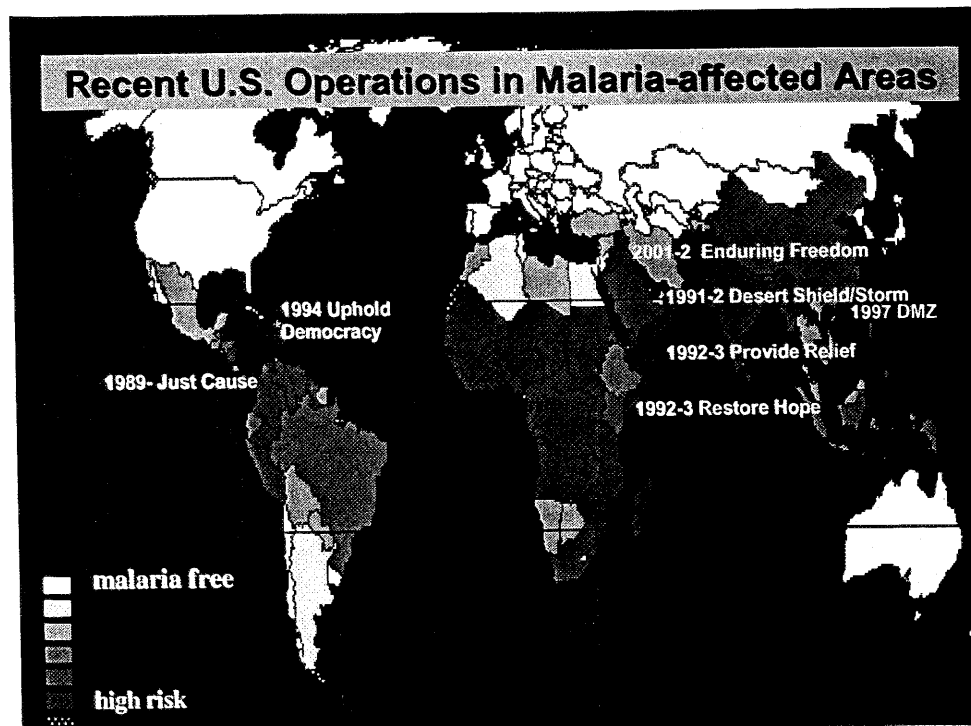 Recent U.S. Operations in Malaria-affected Areas
2001-2 Enduring Freedom
1991-2 Desert Shield/Storm
1997 DMZ
1994 Uphold
Democracy
1992-3 Provide Relief
1989- Just Cause
1992-3 Restore Hope
malaria free
high risk